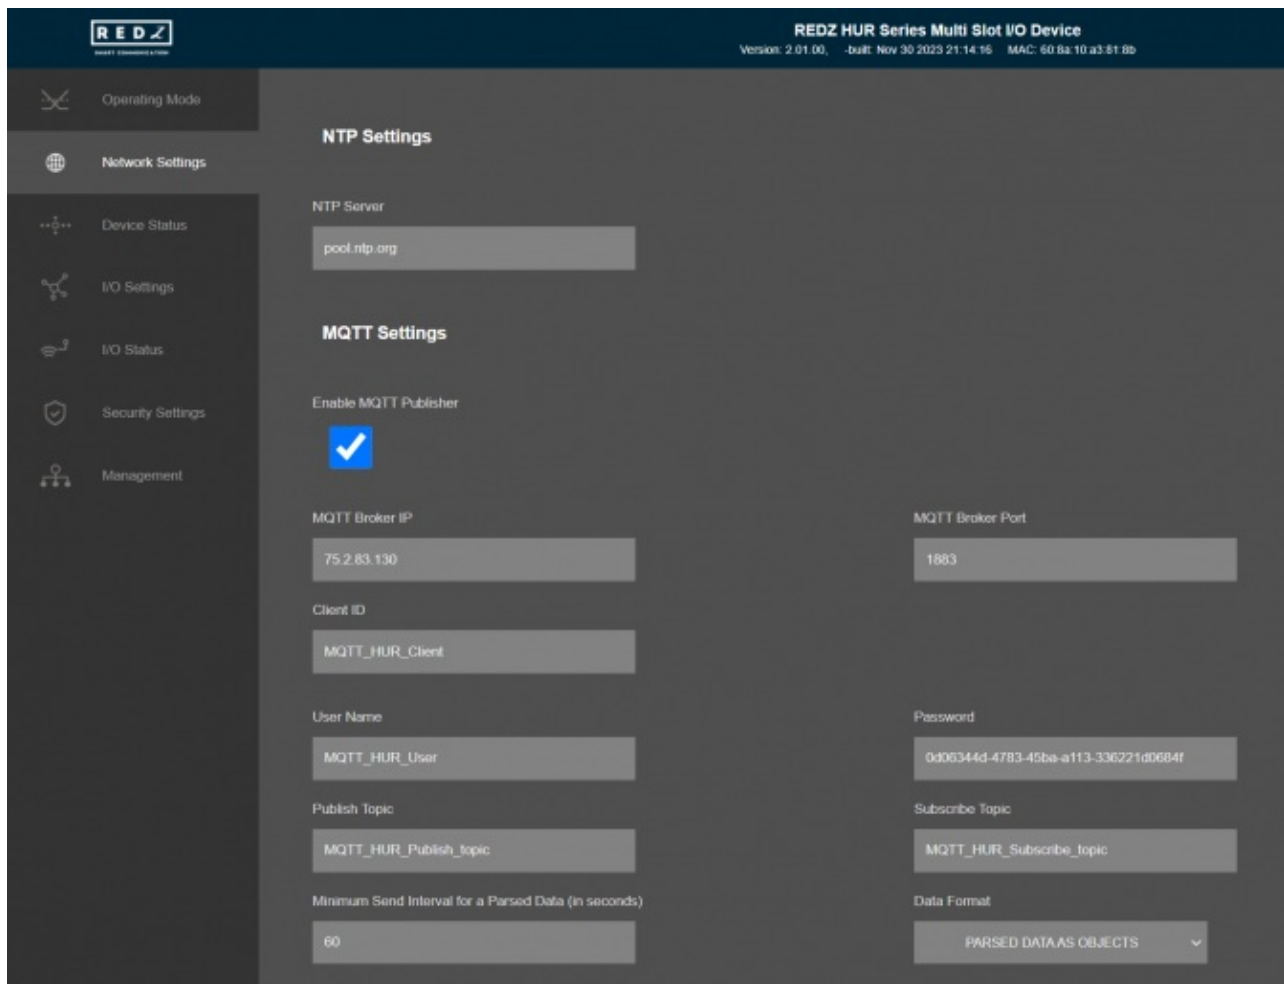 REDZ
SMART COMMUNICATION
REDZ HUR Series Multi Slot I/O Device
Version: 2.01.00, -built: Nov 30 2023 21:14:16 MAC: 60:8a:10:a3:81:8b
Operating Mode
Network Settings
Device Status
I/O Settings
I/O Status
Security Settings
Management
NTP Settings
NTP Server
pool.ntp.org
MQTT Settings
Enable MQTT Publisher
MQTT Broker IP
MQTT Broker Port
75.2.83.130
1883
Client ID
MQTT_HUR_Client
User Name
Password
MQTT_HUR_User
0d06344d-4783-45ba-a113-336221d0684f
Publish Topic
Subscribe Topic
MQTT_HUR_Publish_topic
MQTT_HUR_Subscribe_topic
Minimum Send Interval for a Parsed Data (in seconds)
Data Format
60
PARSED DATA AS OBJECTS